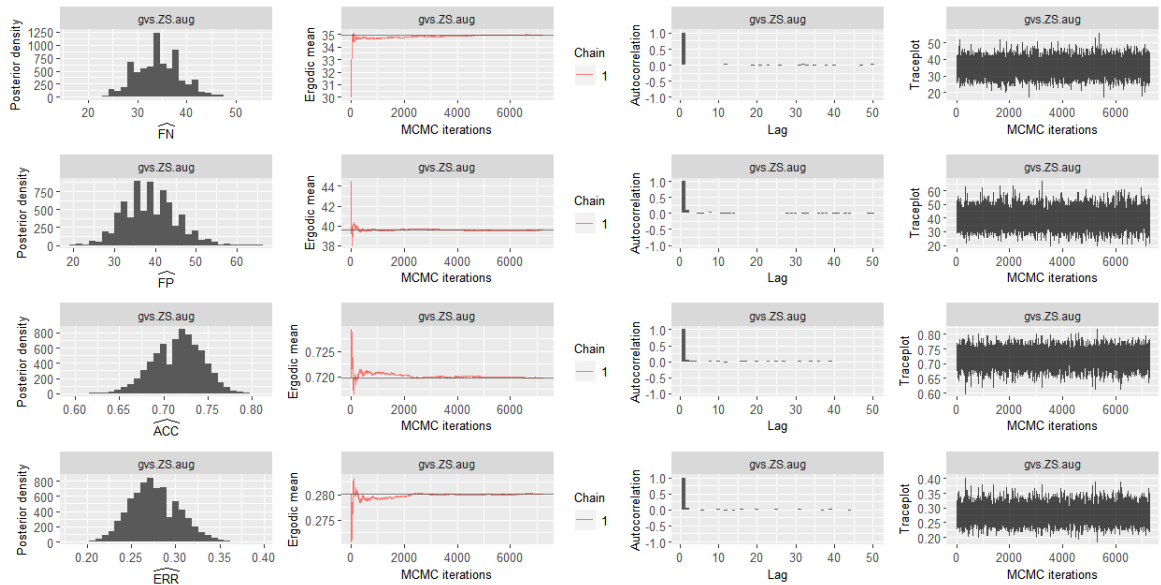 gvs.ZS.aug gvs.ZS.aug gvs.ZS.aug gvs.ZS.aug
Posterior density
1250
1000
750
500
250
0
20 30 40 50
FN
Ergodic mean
35
34
33
32
31
30
0 2000 4000 6000
MCMC iterations
Chain
1
Autocorrelation
1.0
0.5
0.0
-0.5
-1.0
0 10 20 30 40 50
Lag
Traceplot
50
40
30
20
0 2000 4000 6000
MCMC iterations
gvs.ZS.aug gvs.ZS.aug gvs.ZS.aug gvs.ZS.aug
Posterior density
750
500
250
0
20 30 40 50 60
FP
Ergodic mean
44
42
40
38
0 2000 4000 6000
MCMC iterations
Chain
1
Autocorrelation
1.0
0.5
0.0
-0.5
-1.0
0 10 20 30 40 50
Lag
Traceplot
60
50
40
30
20
0 2000 4000 6000
MCMC iterations
gvs.ZS.aug gvs.ZS.aug gvs.ZS.aug gvs.ZS.aug
Posterior density
800
600
400
200
0
0.60 0.65 0.70 0.75 0.80
ACC
Ergodic mean
0.725
0.720
0 2000 4000 6000
MCMC iterations
Chain
1
Autocorrelation
1.0
0.5
0.0
-0.5
-1.0
0 10 20 30 40 50
Lag
Traceplot
0.80
0.75
0.70
0.65
0.60
0 2000 4000 6000
MCMC iterations
gvs.ZS.aug gvs.ZS.aug gvs.ZS.aug gvs.ZS.aug
Posterior density
800
600
400
200
0
0.20 0.25 0.30 0.35 0.40
ERR
Ergodic mean
0.280
0.275
0 2000 4000 6000
MCMC iterations
Chain
1
Autocorrelation
1.0
0.5
0.0
-0.5
-1.0
0 10 20 30 40 50
Lag
Traceplot
0.40
0.35
0.30
0.25
0.20
0 2000 4000 6000
MCMC iterations